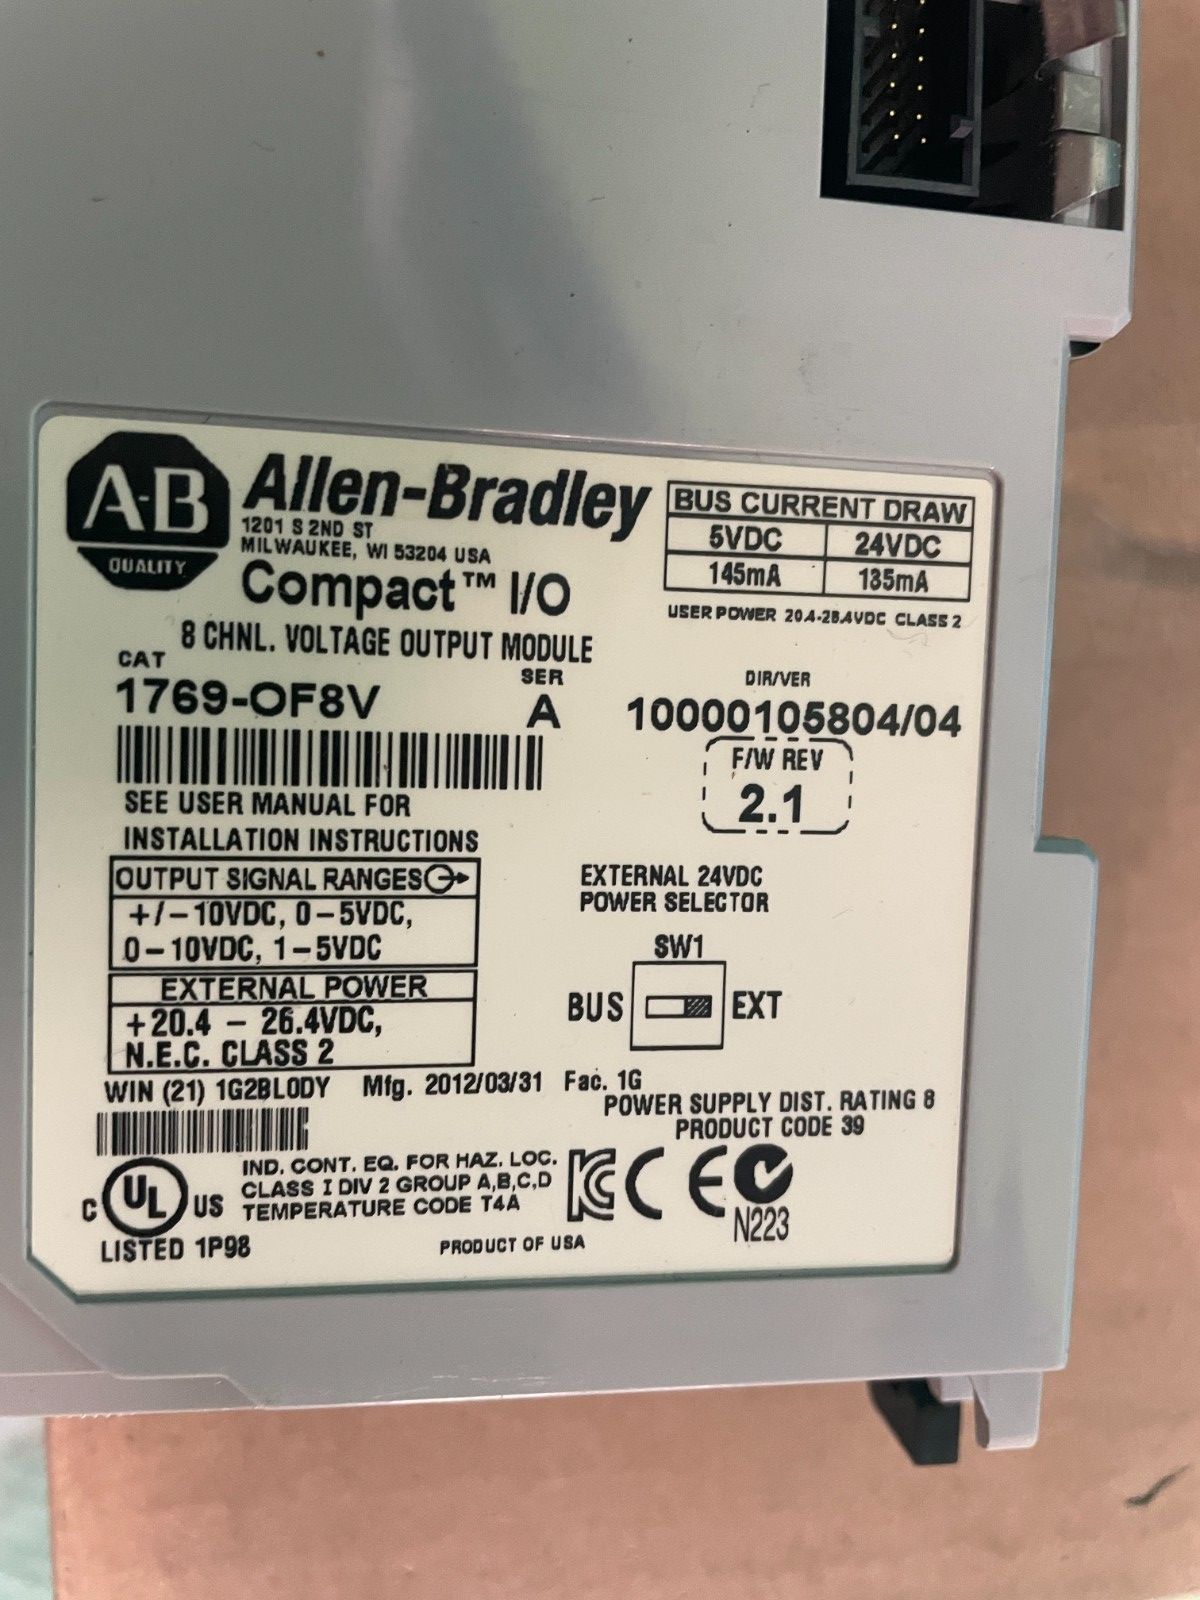 A-B
QUALITY
Allen-Bradley
1201 S 2ND ST
MILWAUKEE, WI 53204 USA
Compact™ I/O
8 CHNL. VOLTAGE OUTPUT MODULE
BUS CURRENT DRAW
5VDC 24VDC
145mA 135mA
USER POWER 20.4-26.4VDC CLASS 2
CAT
1769-OF8V
SER
A
DIR/VER
10000105804/04
F/W REV
2.1
SEE USER MANUAL FOR
INSTALLATION INSTRUCTIONS
OUTPUT SIGNAL RANGES
+/-10VDC, 0-5VDC,
0-10VDC, 1-5VDC
EXTERNAL POWER
+20.4 - 26.4VDC,
N.E.C. CLASS 2
EXTERNAL 24VDC
POWER SELECTOR
SW1
BUS EXT
WIN (21) 1G2BL0DY Mfg. 2012/03/31 Fac. 1G
POWER SUPPLY DIST. RATING 8
PRODUCT CODE 39
C UL US
LISTED 1P98
IND. CONT. EQ. FOR HAZ. LOC.
CLASS I DIV 2 GROUP A,B,C,D
TEMPERATURE CODE T4A
PRODUCT OF USA
KC CE
N223